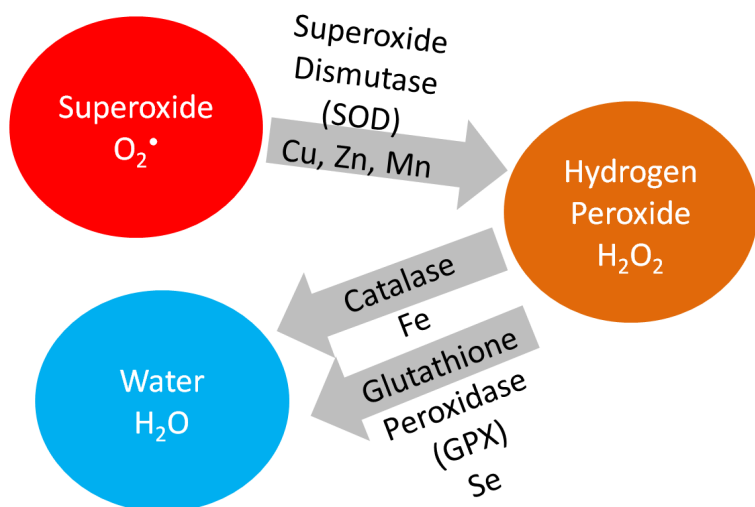 Superoxide
O₂•
Superoxide
Dismutase
(SOD)
Cu, Zn, Mn
Hydrogen
Peroxide
H₂O₂
Catalase
Fe
Glutathione
Peroxidase
(GPX)
Se
Water
H₂O